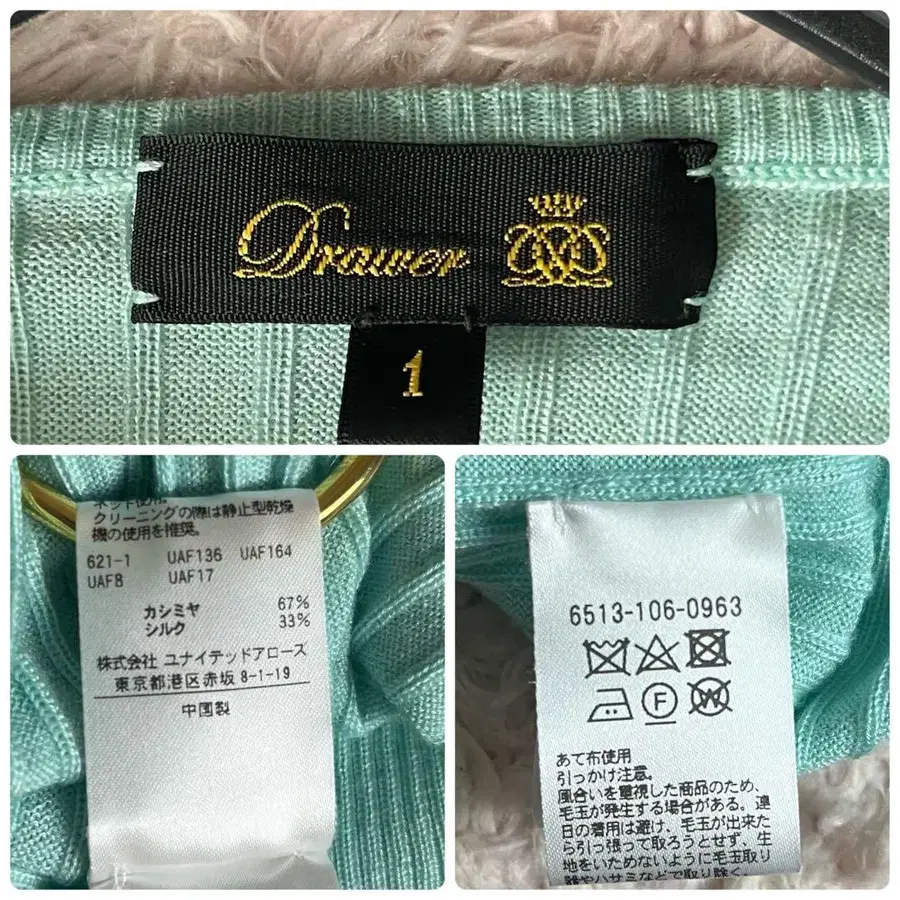 Drawer
1
ネット使用。
クリーニングの際は静止型乾燥
機の使用を推奨。
621-1 UAF136 UAF164
UAF8 UAF17
カシミヤ 67%
シルク 33%
株式会社 ユナイテッドアローズ
東京都港区赤坂 8-1-19
中国製
6513-106-0963
F W
あて布使用
引っかけ注意。
風合いを重視した商品のため、
毛玉が発生する場合がある。連
日の着用は避け、毛玉が出来た
ら引っ張って取ろうとせず、生
地をいためないように毛玉取り
器やハサミなどで取り除く。